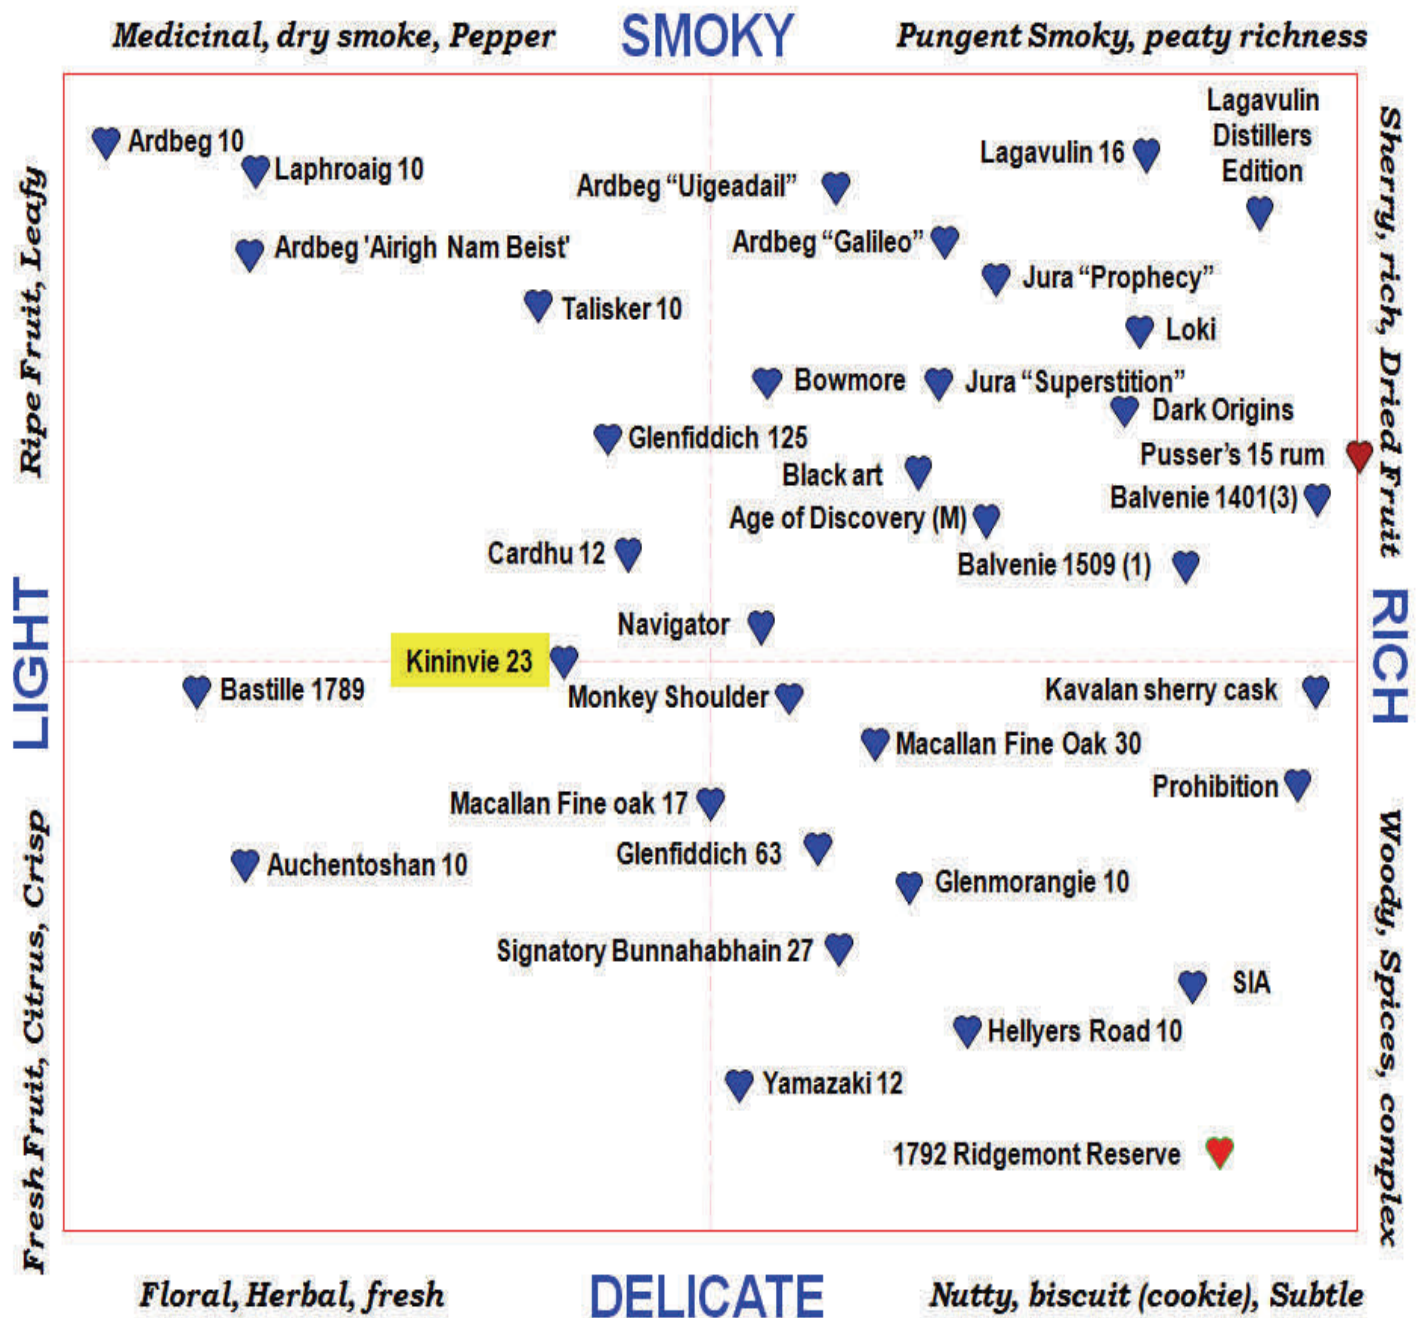 Medicinal, dry smoke, Pepper
SMOKY
Pungent Smoky, peaty richness
Ripe Fruit, Leafy
LIGHT
Fresh Fruit, Citrus, Crisp
Sherry, rich, Dried Fruit
RICH
Woody, Spices, complex
Lagavulin
Distillers
Edition
Ardbeg 10
Lagavulin 16
Laphroaig 10
Ardbeg “Uigeadail”
Ardbeg “Galileo”
Ardbeg 'Airigh Nam Beist'
Jura “Prophecy”
Talisker 10
Loki
Bowmore
Jura “Superstition”
Dark Origins
Glenfiddich 125
Pusser’s 15 rum
Black art
Balvenie 1401(3)
Age of Discovery (M)
Cardhu 12
Balvenie 1509 (1)
Navigator
Kininvie 23
Bastille 1789
Monkey Shoulder
Kavalan sherry cask
Macallan Fine Oak 30
Prohibition
Macallan Fine oak 17
Glenfiddich 63
Auchentoshan 10
Glenmorangie 10
Signatory Bunnahabhain 27
SIA
Hellyers Road 10
Yamazaki 12
1792 Ridgemont Reserve
Floral, Herbal, fresh
DELICATE
Nutty, biscuit (cookie), Subtle